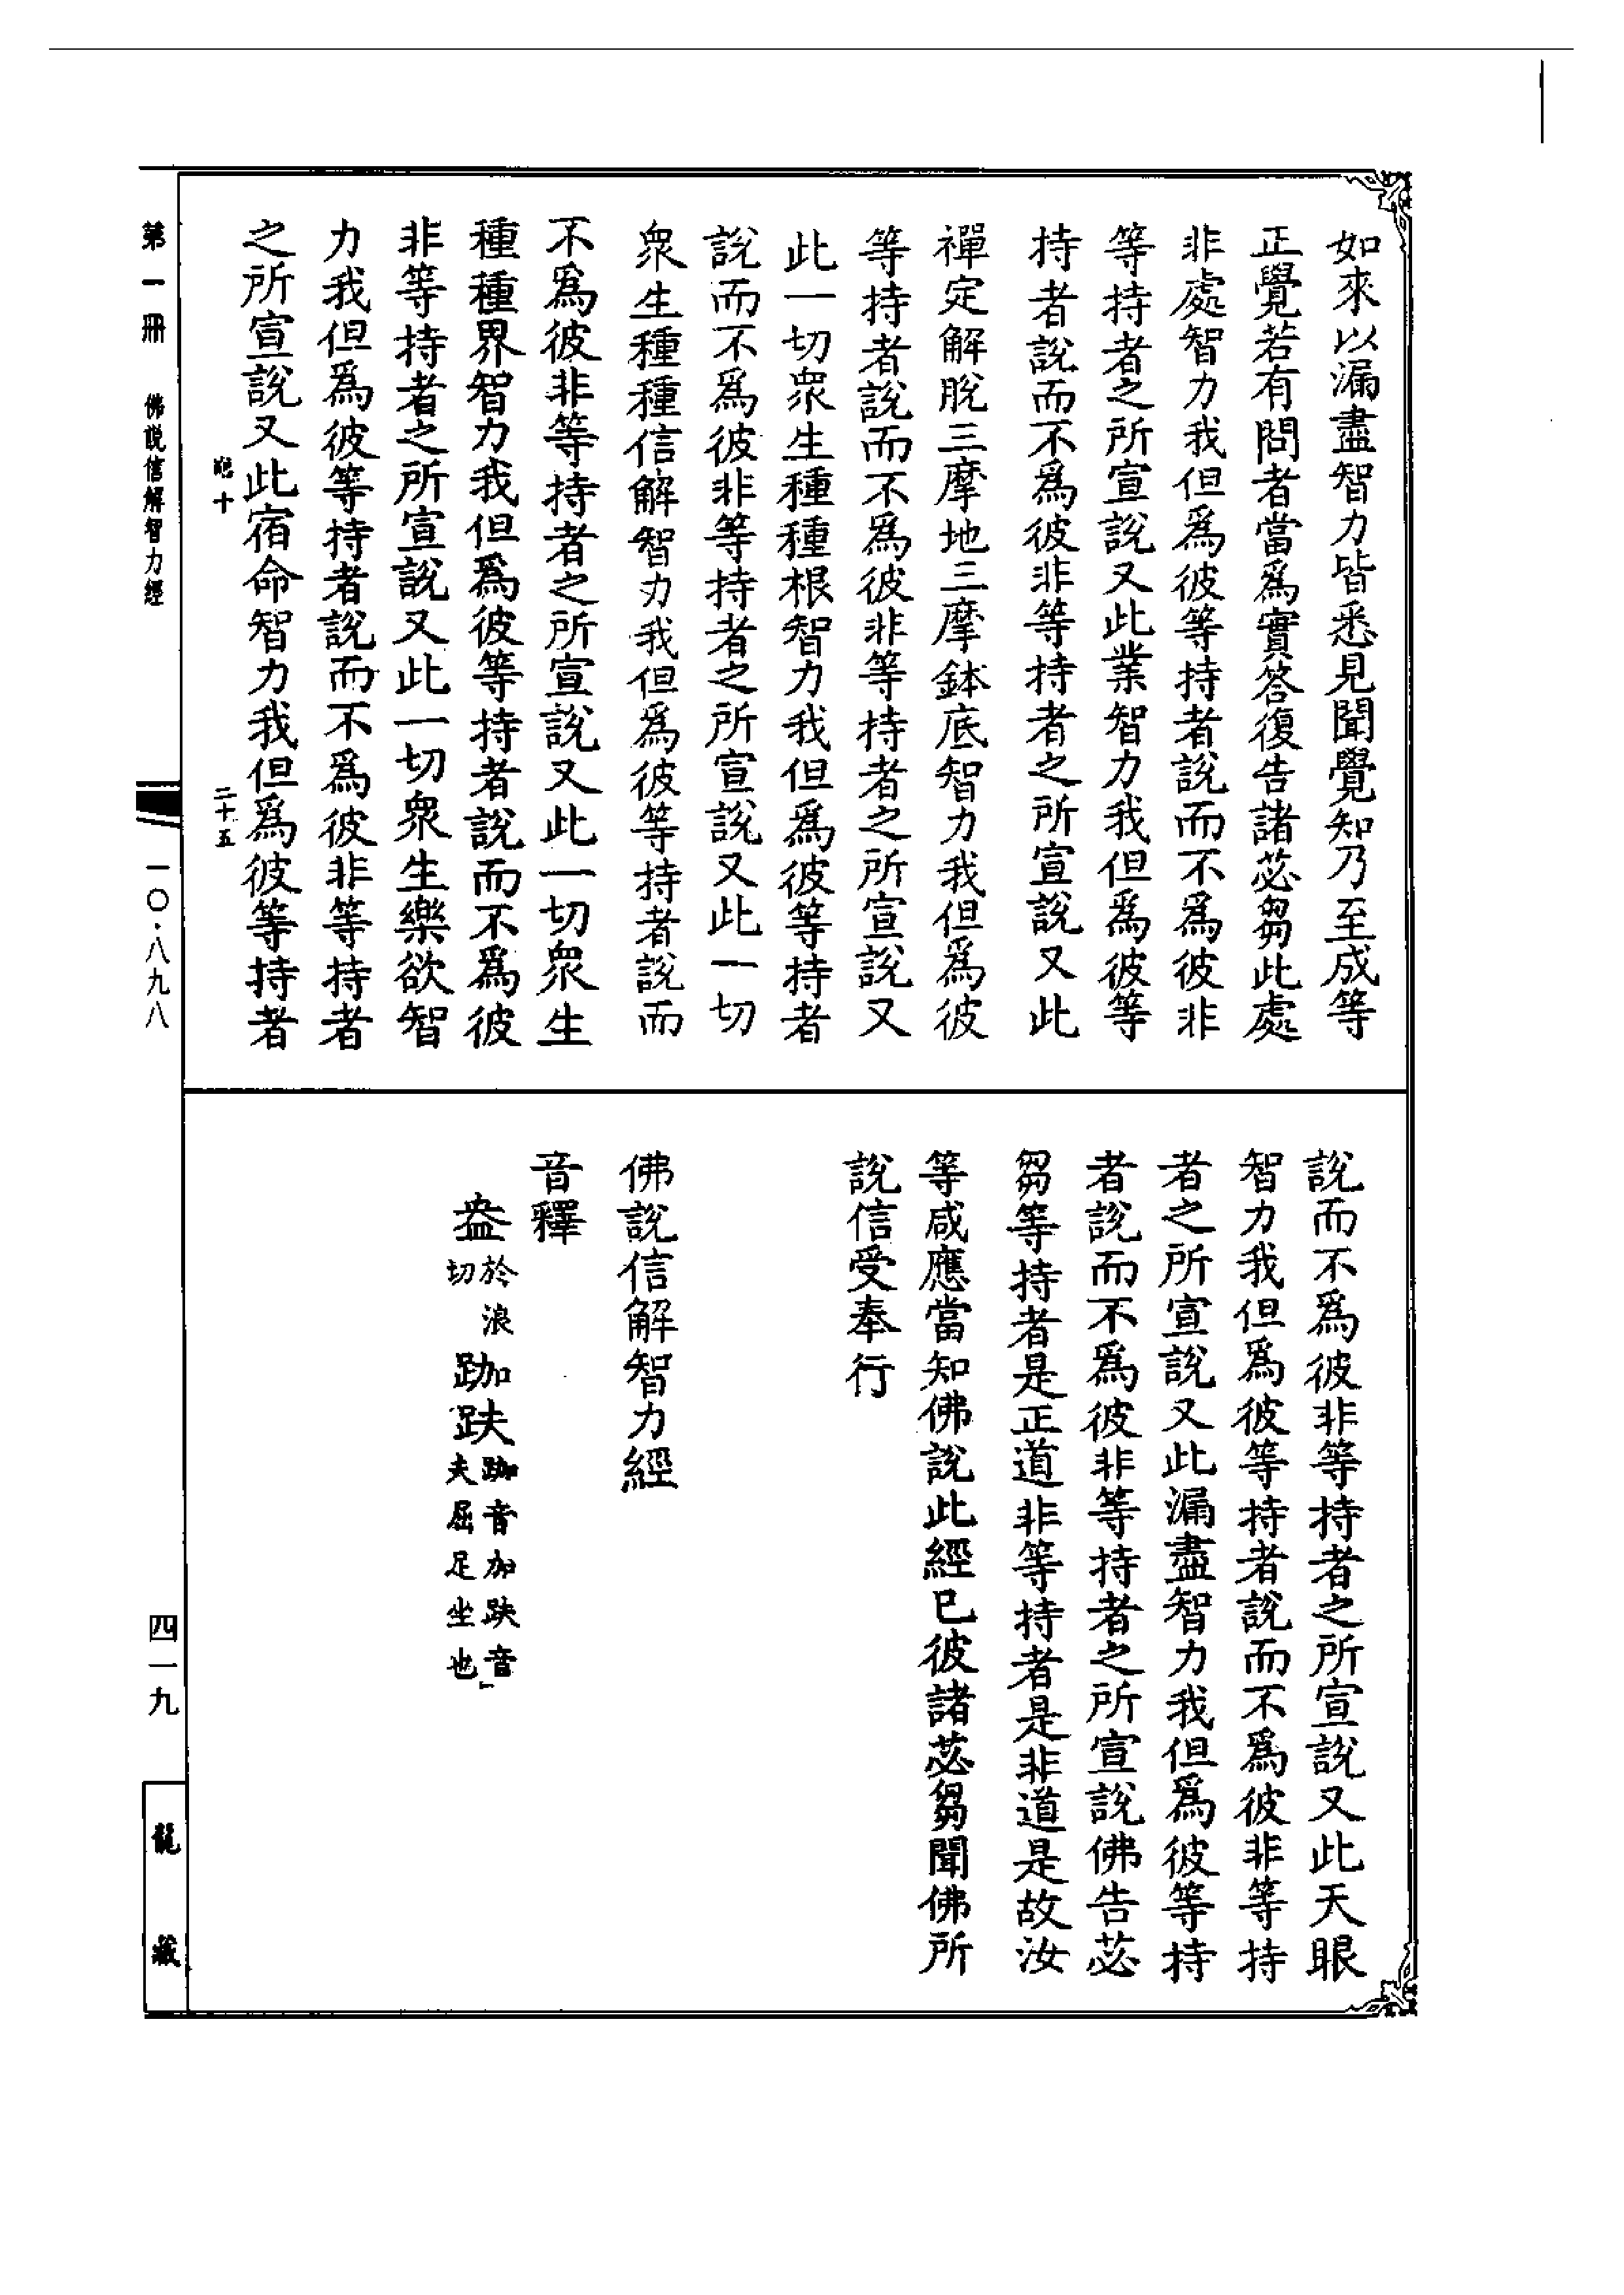 如來以漏盡智力皆悉見聞覺知乃至成等
正覺若有問者當爲實答復告諸苾芻此處
非處智力我但爲彼等持者說而不爲彼非
等持者之所宣說又此業智力我但爲彼等
持者說而不爲彼非等持者之所宣說又此
禪定解脫三摩地三摩鉢底智力我但爲彼
等持者說而不爲彼非等持者之所宣說又
此一切衆生種種根智力我但爲彼等持者
說而不爲彼非等持者之所宣說又此一切
衆生種種信解智力我但爲彼等持者說而
不爲彼非等持者之所宣說又此一切衆生
種種界智力我但爲彼等持者說而不爲彼
非等持者之所宣說又此一切衆生樂欲智
力我但爲彼等持者說而不爲彼非等持者
之所宣說又此宿命智力我但爲彼等持者
說而不爲彼非等持者之所宣說又此天眼
智力我但爲彼等持者說而不爲彼非等持
者之所宣說又此漏盡智力我但爲彼等持
者說而不爲彼非等持者之所宣說佛告苾
芻等持者是正道非等持者是非道是故汝
等咸應當知佛說此經已彼諸苾芻聞佛所
說信受奉行
佛說信解智力經
音釋
盎於浪切 跏趺跏音加趺音夫屈足坐也
十 二十五
第一冊 佛說信解智力經 一〇·八九八 四一九 龍藏